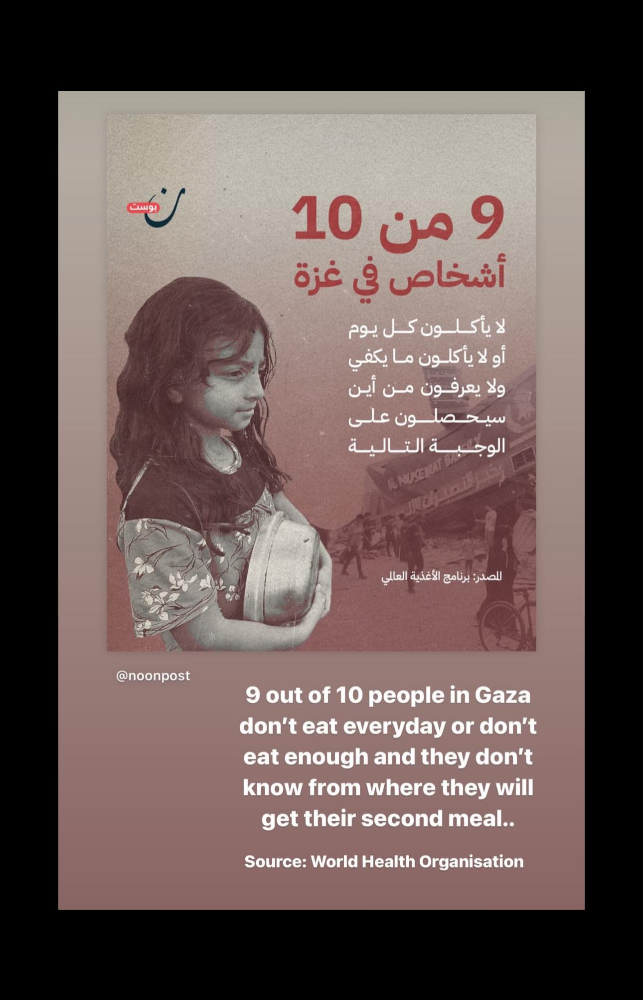 ن
بوست
9 من 10
أشخاص في غزة
لا يأكلون كل يوم
أو لا يأكلون ما يكفي
ولا يعرفون من أين
سيحصلون على
الوجبة التالية
AL NUSEIRAT BAKERY
المصدر: برنامج الأغذية العالمي
@noonpost
9 out of 10 people in Gaza
don't eat everyday or don't
eat enough and they don't
know from where they will
get their second meal..
Source: World Health Organisation